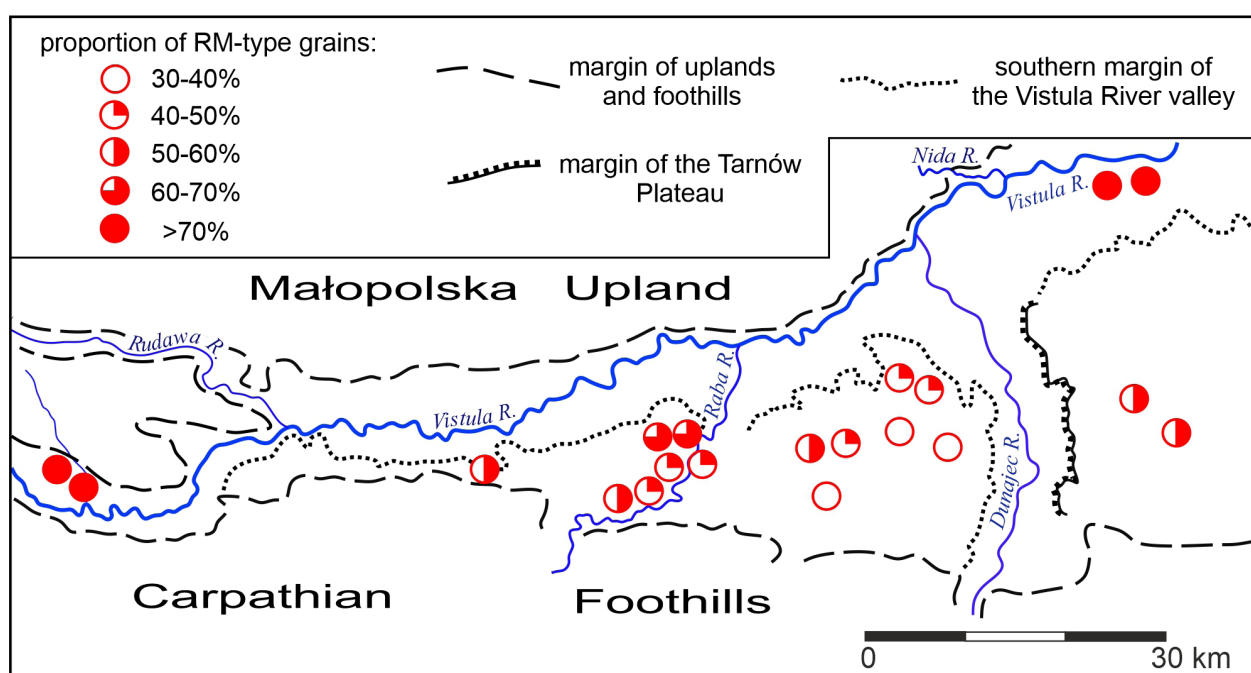 proportion of RM-type grains:
30-40%
40-50%
50-60%
60-70%
>70%
margin of uplands
and foothills
margin of the Tarnów
Plateau
southern margin of
the Vistula River valley
Nida R.
Vistula R.
Małopolska Upland
Rudawa R.
Vistula R.
Raba R.
Dunajec R.
Carpathian Foothills
0 30 km